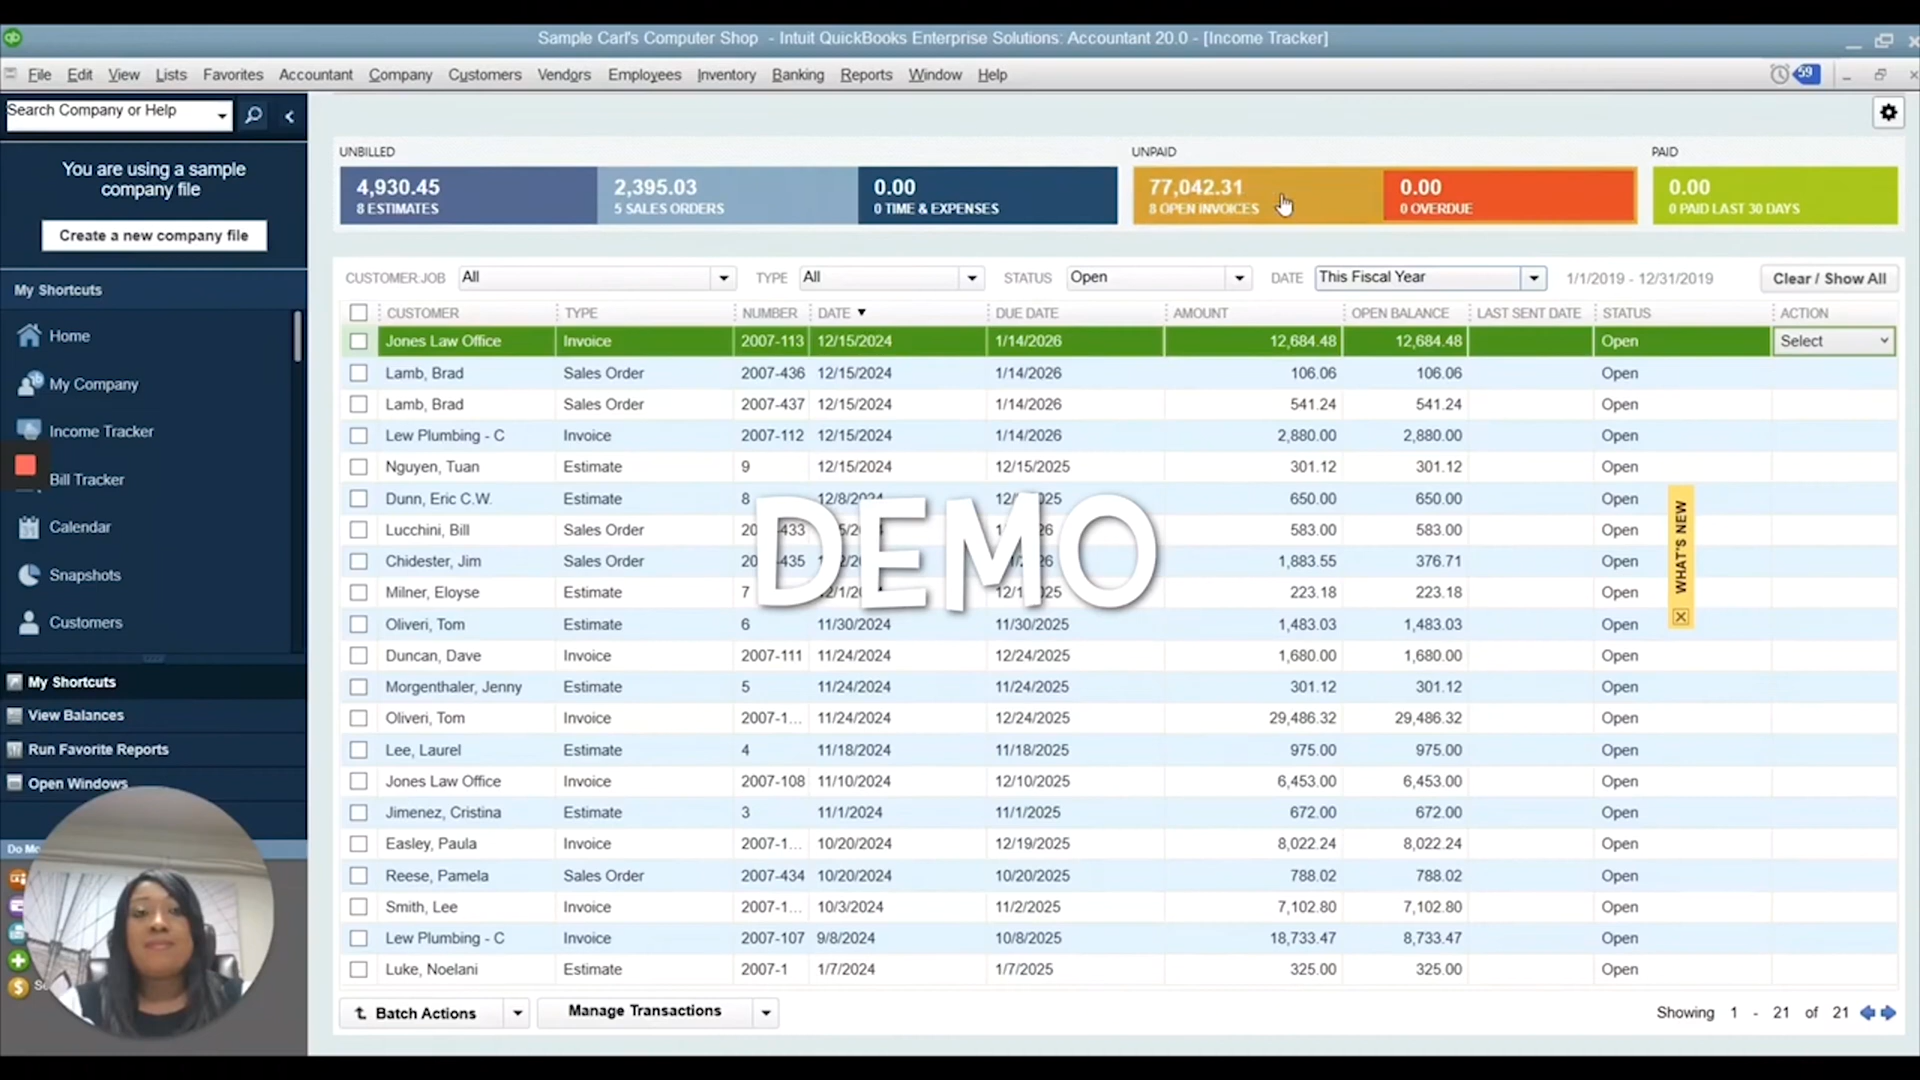 Sample Carl's Computer Shop - Intuit QuickBooks Enterprise Solutions: Accountant 20.0 - [Income Tracker]
File Edit View Lists Favorites Accountant Company Customers Vendors Employees Inventory Banking Reports Window Help 59
Search Company or Help
You are using a sample
company file
Create a new company file
My Shortcuts
Home
My Company
Income Tracker
Bill Tracker
Calendar
Snapshots
Customers
My Shortcuts
View Balances
Run Favorite Reports
Open Windows
UNBILLED UNPAID PAID
4,930.45 2,395.03 0.00 77,042.31 0.00 0.00
8 ESTIMATES 5 SALES ORDERS 0 TIME & EXPENSES 8 OPEN INVOICES 0 OVERDUE 0 PAID LAST 30 DAYS
CUSTOMER:JOB All TYPE All STATUS Open DATE This Fiscal Year 1/1/2019 - 12/31/2019 Clear / Show All
CUSTOMER TYPE NUMBER DATE DUE DATE AMOUNT OPEN BALANCE LAST SENT DATE STATUS ACTION
Jones Law Office Invoice 2007-113 12/15/2024 1/14/2026 12,684.48 12,684.48 Open Select
Lamb, Brad Sales Order 2007-436 12/15/2024 1/14/2026 106.06 106.06 Open
Lamb, Brad Sales Order 2007-437 12/15/2024 1/14/2026 541.24 541.24 Open
Lew Plumbing - C Invoice 2007-112 12/15/2024 1/14/2026 2,880.00 2,880.00 Open
Nguyen, Tuan Estimate 9 12/15/2024 12/15/2025 301.12 301.12 Open
Dunn, Eric C.W. Estimate 8 12/8/2024 650.00 650.00 Open
Lucchini, Bill Sales Order 583.00 583.00 Open
Chidester, Jim Sales Order 1,883.55 376.71 Open
Milner, Eloyse Estimate 7 223.18 223.18 Open
Oliveri, Tom Estimate 6 11/30/2024 11/30/2025 1,483.03 1,483.03 Open
Duncan, Dave Invoice 2007-111 11/24/2024 12/24/2025 1,680.00 1,680.00 Open
Morgenthaler, Jenny Estimate 5 11/24/2024 11/24/2025 301.12 301.12 Open
Oliveri, Tom Invoice 2007-1... 11/24/2024 12/24/2025 29,486.32 29,486.32 Open
Lee, Laurel Estimate 4 11/18/2024 11/18/2025 975.00 975.00 Open
Jones Law Office Invoice 2007-108 11/10/2024 12/10/2025 6,453.00 6,453.00 Open
Jimenez, Cristina Estimate 3 11/1/2024 11/1/2025 672.00 672.00 Open
Easley, Paula Invoice 2007-1... 10/20/2024 12/19/2025 8,022.24 8,022.24 Open
Reese, Pamela Sales Order 2007-434 10/20/2024 10/20/2025 788.02 788.02 Open
Smith, Lee Invoice 2007-1... 10/3/2024 11/2/2025 7,102.80 7,102.80 Open
Lew Plumbing - C Invoice 2007-107 9/8/2024 10/8/2025 18,733.47 8,733.47 Open
Luke, Noelani Estimate 2007-1 1/7/2024 1/7/2025 325.00 325.00 Open
DEMO
WHAT'S NEW
Batch Actions Manage Transactions Showing 1 - 21 of 21